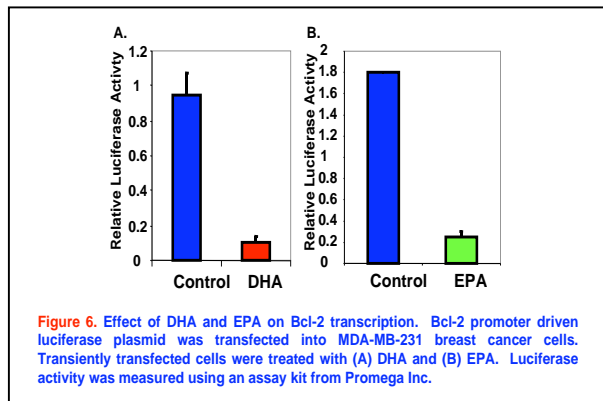 A.
Relative Luciferase Activty
1.2
1
0.8
0.6
0.4
0.2
0
Control DHA
B.
Relative Luciferase Activty
2
1.8
1.6
1.4
1.2
1
0.8
0.6
0.4
0.2
0
Control EPA
Figure 6. Effect of DHA and EPA on Bcl-2 transcription. Bcl-2 promoter driven
luciferase plasmid was transfected into MDA-MB-231 breast cancer cells.
Transiently transfected cells were treated with (A) DHA and (B) EPA. Luciferase
activity was measured using an assay kit from Promega Inc.